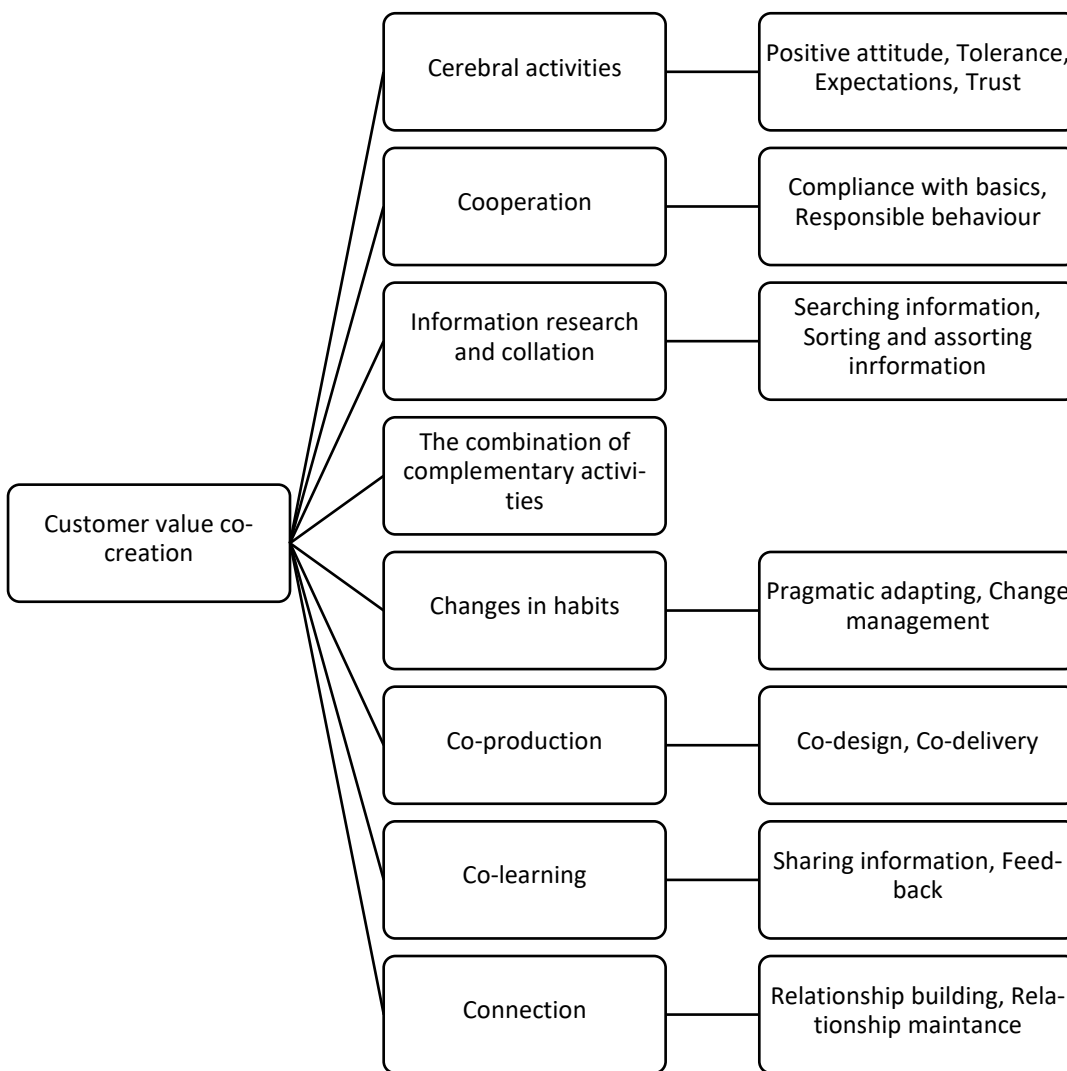 Cerebral activities
Positive attitude, Tolerance,
Expectations, Trust
Cooperation
Compliance with basics,
Responsible behaviour
Information research
and collation
Searching information,
Sorting and assorting
inrformation
The combination of
complementary activi-
ties
Customer value co-
creation
Changes in habits
Pragmatic adapting, Change
management
Co-production
Co-design, Co-delivery
Co-learning
Sharing information, Feed-
back
Connection
Relationship building, Rela-
tionship maintance